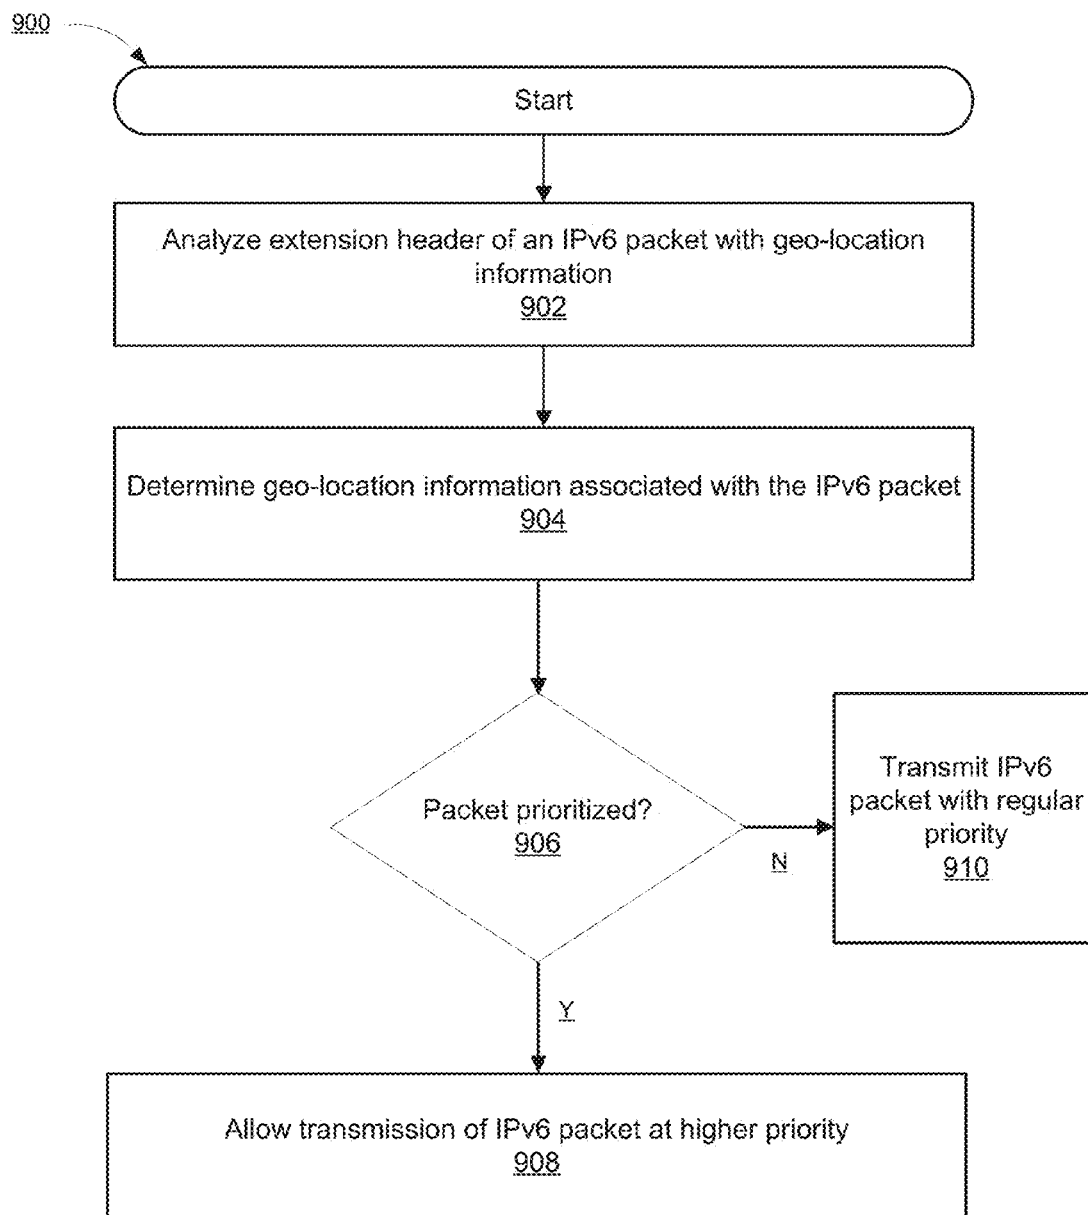 900
Start
Analyze extension header of an IPv6 packet with geo-location
information
902
Determine geo-location information associated with the IPv6 packet
904
Packet prioritized?
906
N
Transmit IPv6
packet with regular
priority
910
Y
Allow transmission of IPv6 packet at higher priority
908